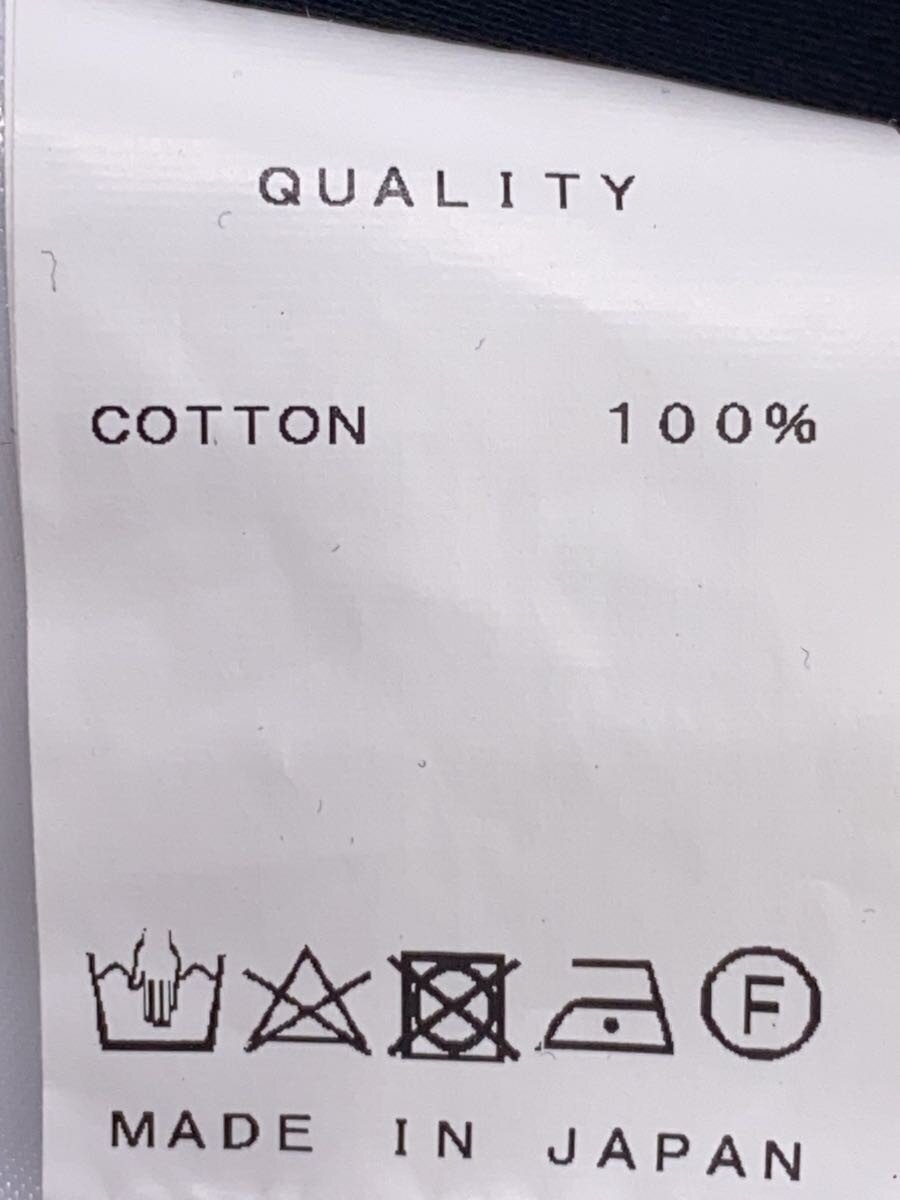 QUALITY
COTTON 100%
F
MADE IN JAPAN